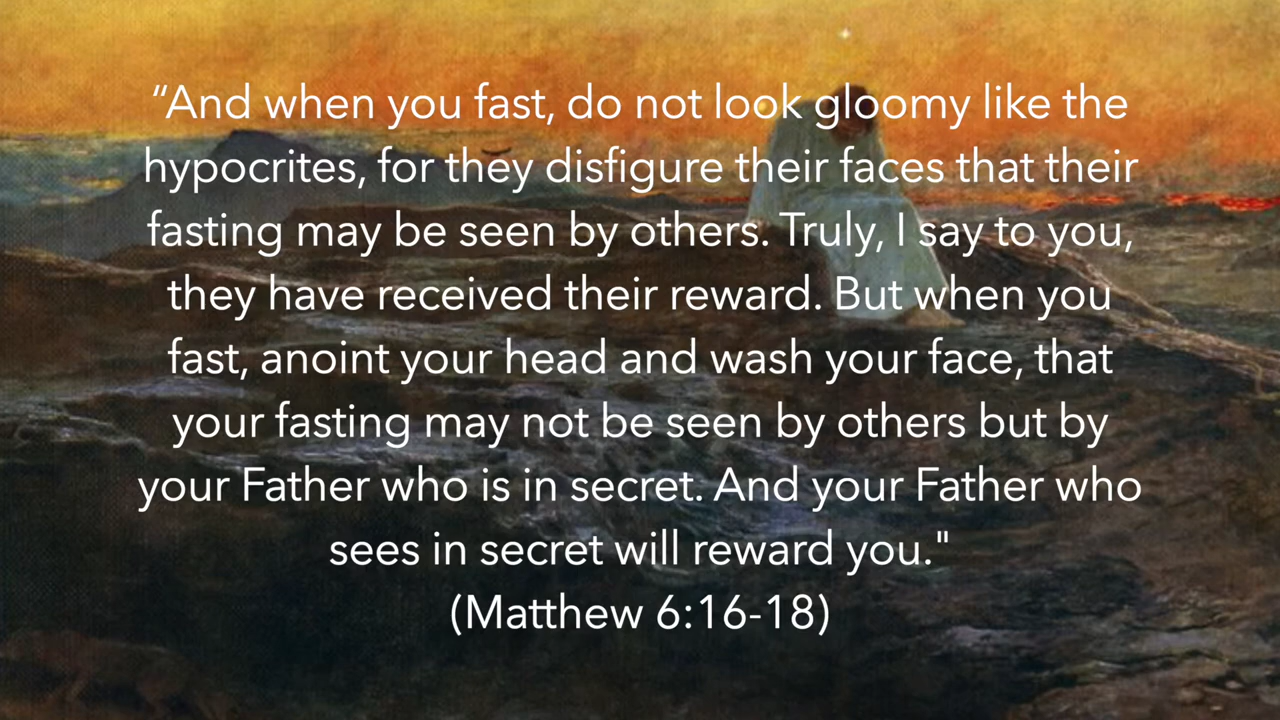 “And when you fast, do not look gloomy like the
hypocrites, for they disfigure their faces that their
fasting may be seen by others. Truly, I say to you,
they have received their reward. But when you
fast, anoint your head and wash your face, that
your fasting may not be seen by others but by
your Father who is in secret. And your Father who
sees in secret will reward you."
(Matthew 6:16-18)